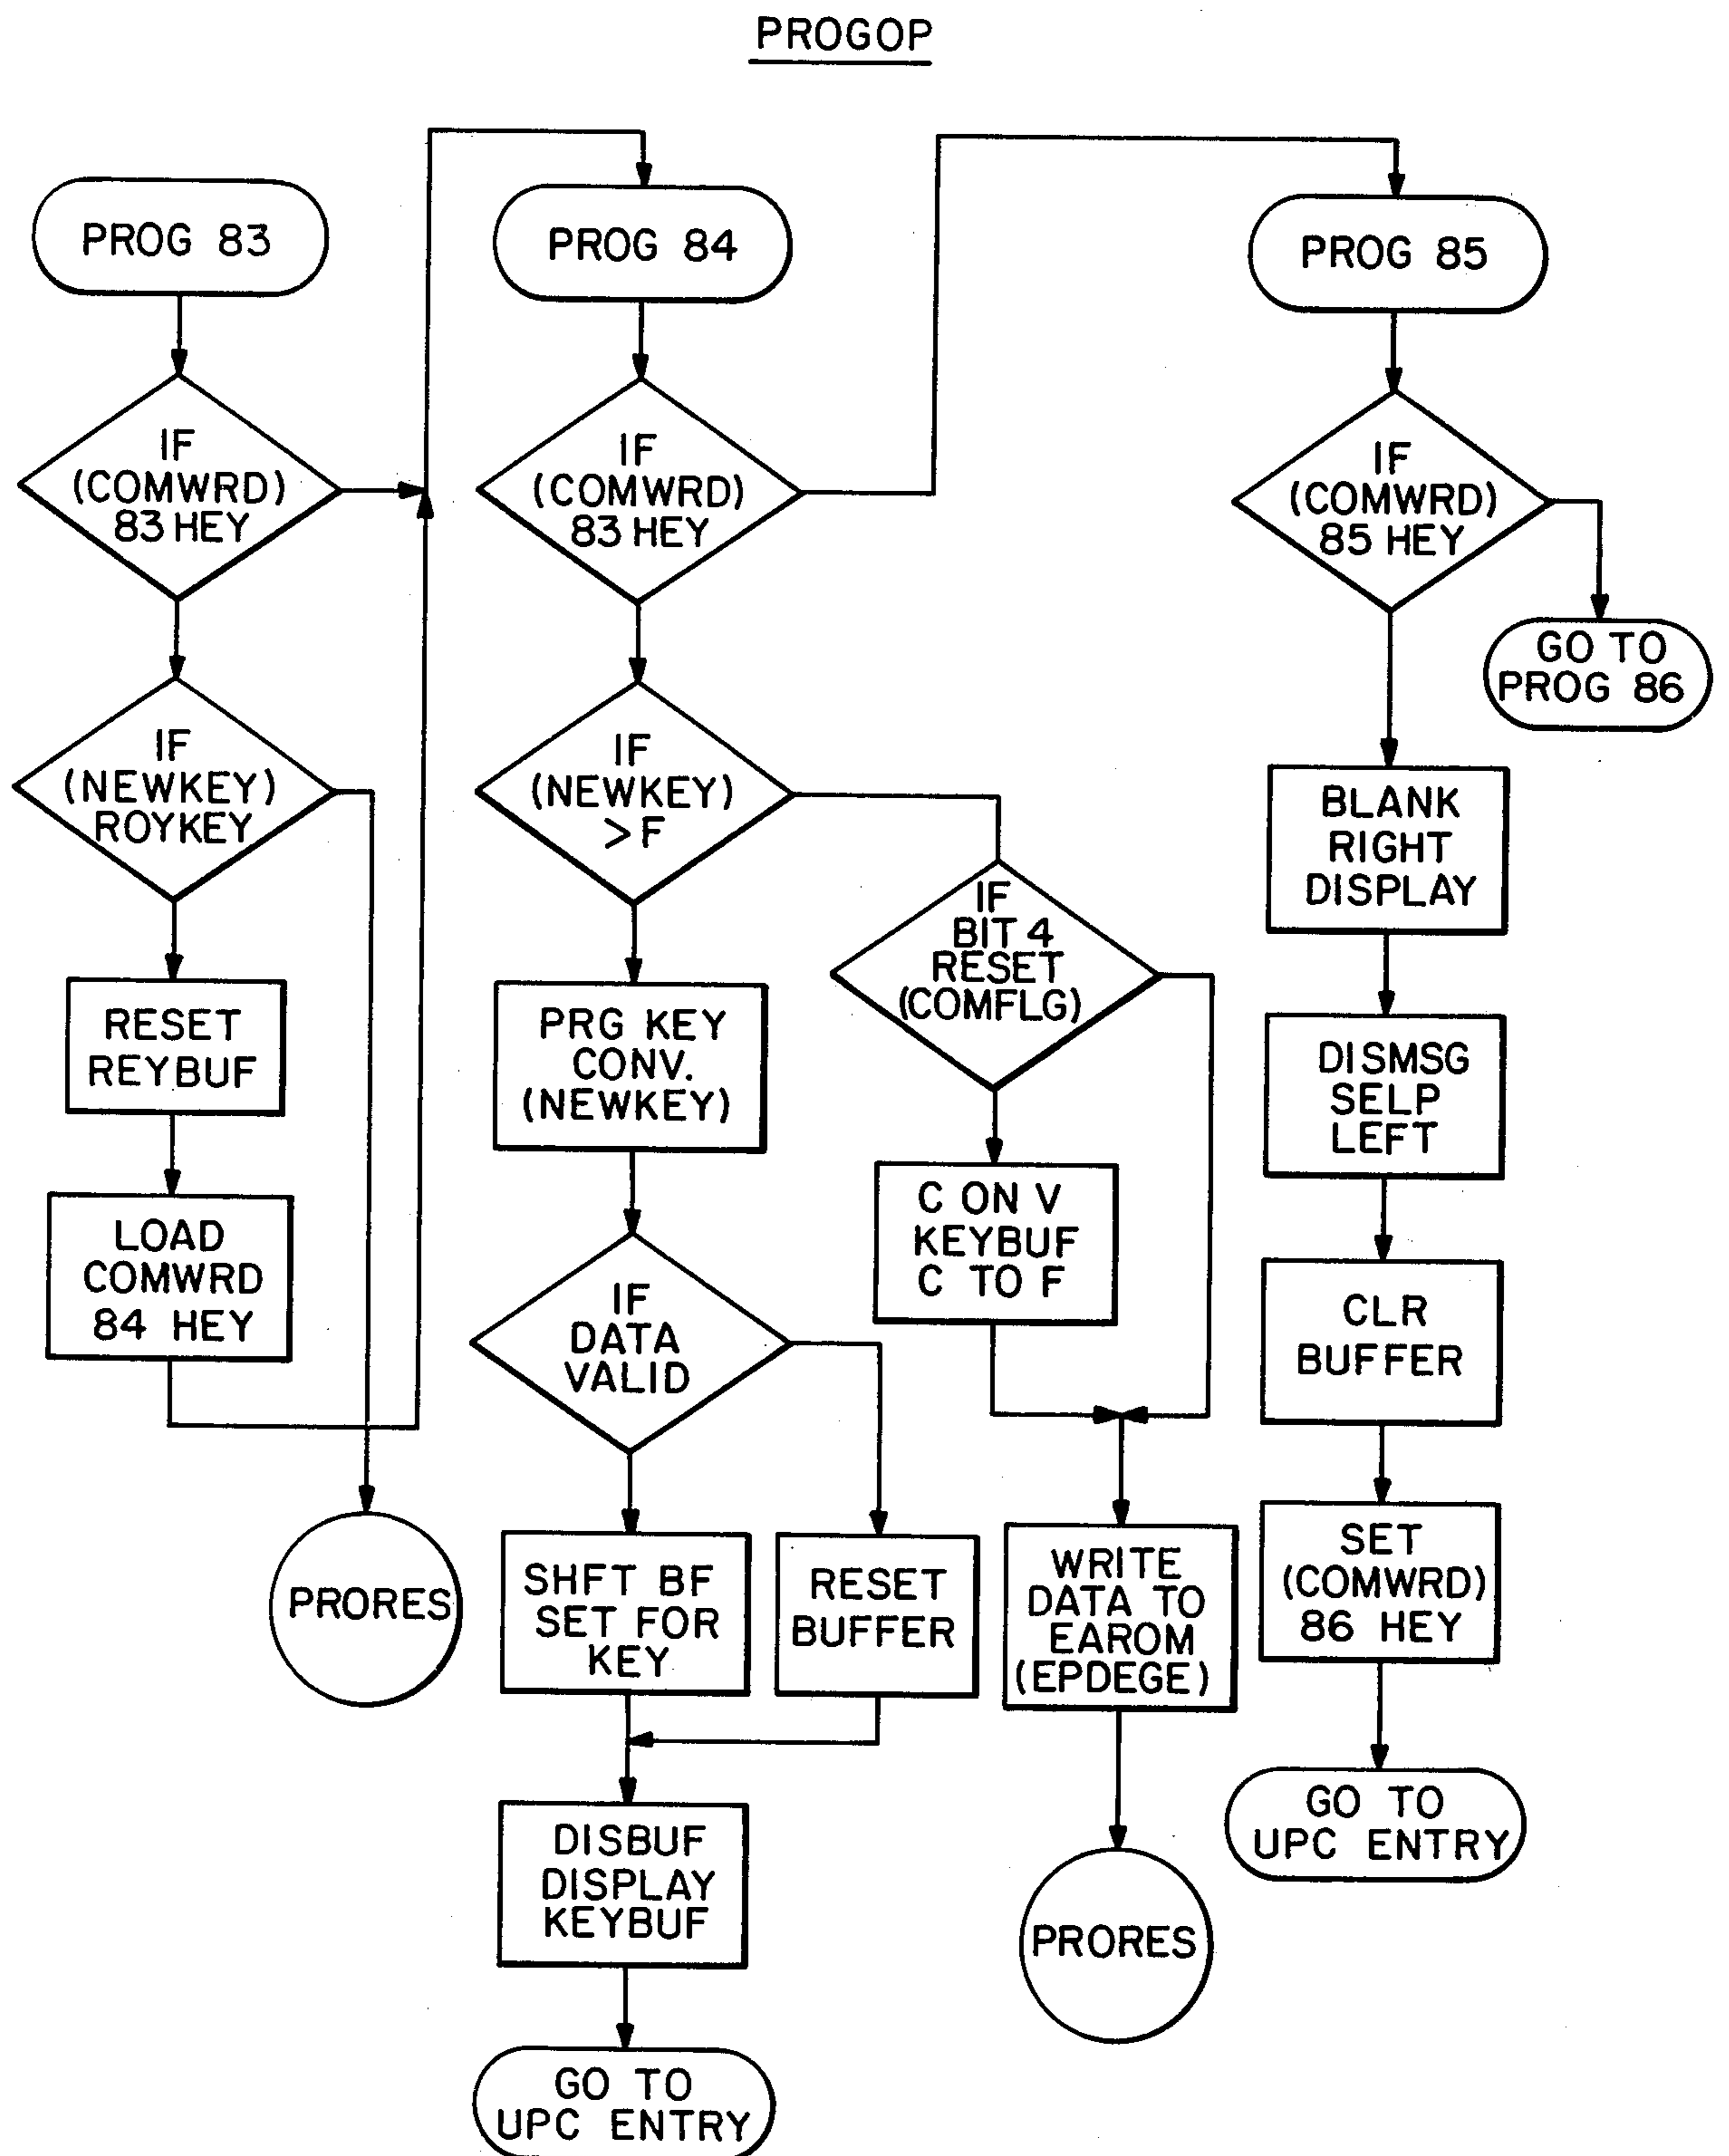 PROGOP
PROG 83
IF
(COMWRD)
83 HEY
IF
(NEWKEY)
ROYKEY
RESET
REYBUF
LOAD
COMWRD
84 HEY
PRORES
PROG 84
IF
(COMWRD)
83 HEY
IF
(NEWKEY)
>F
PRG KEY
CONV.
(NEWKEY)
IF
DATA
VALID
SHFT BF
SET FOR
KEY
RESET
BUFFER
DISBUF
DISPLAY
KEYBUF
GO TO
UPC ENTRY
IF
BIT 4
RESET
(COMFLG)
C ON V
KEYBUF
C TO F
WRITE
DATA TO
EAROM
(EPDEGE)
PRORES
PROG 85
IF
(COMWRD)
85 HEY
GO TO
PROG 86
BLANK
RIGHT
DISPLAY
DISMSG
SELP
LEFT
CLR
BUFFER
SET
(COMWRD)
86 HEY
GO TO
UPC ENTRY